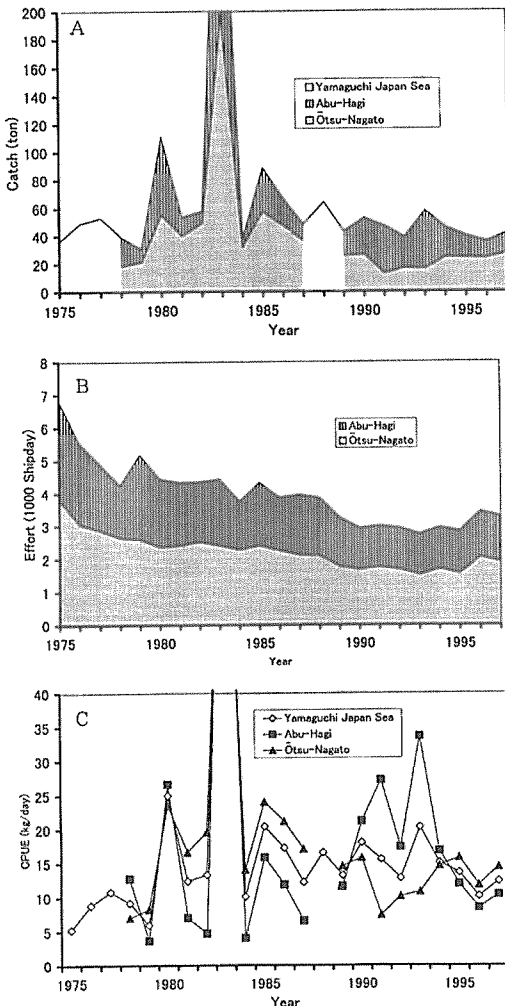 A
200
180
160
140
120
100
80
60
40
20
0
Catch (ton)
Yamaguchi Japan Sea
Abu-Hagi
Ōtsu-Nagato
1975 1980 1985 1990 1995
Year
B
8
7
6
5
4
3
2
1
0
Effort (1000 Shipday)
Abu-Hagi
Ōtsu-Nagato
1975 1980 1985 1990 1995
Year
C
40
35
30
25
20
15
10
5
0
CPUE (kg/day)
Yamaguchi Japan Sea
Abu-Hagi
Ōtsu-Nagato
1975 1980 1985 1990 1995
Year